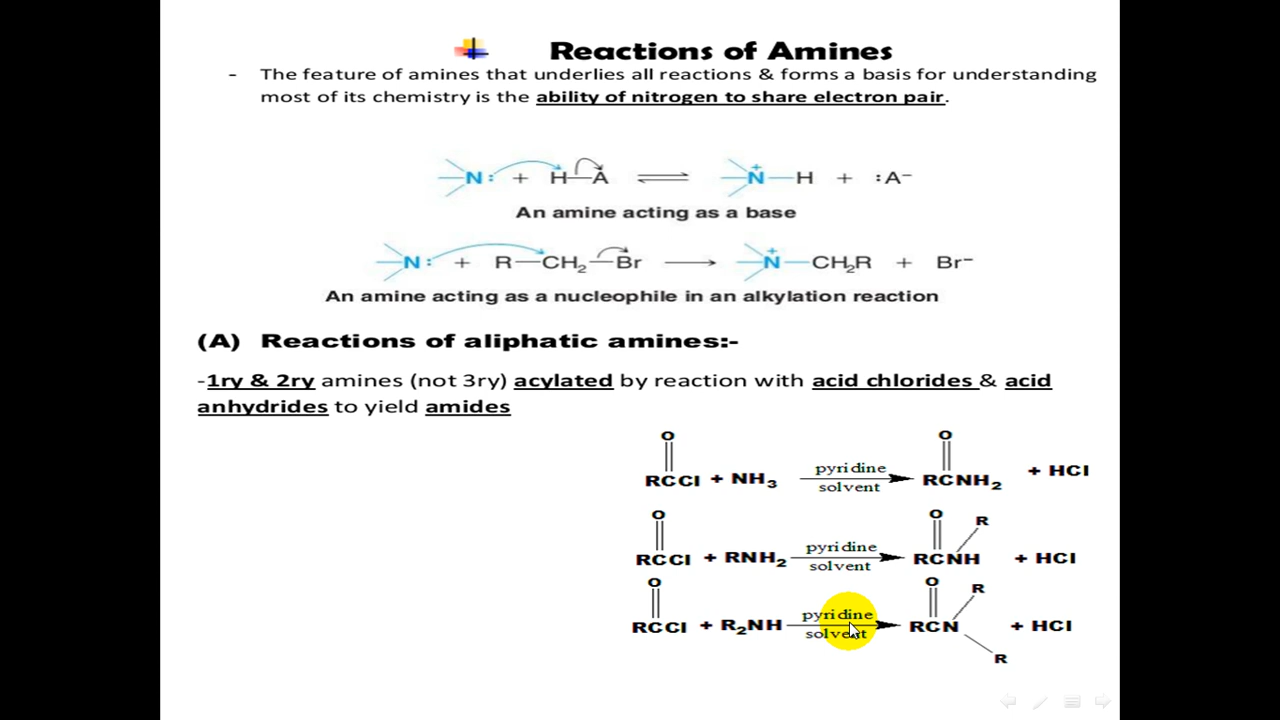 Reactions of Amines
- The feature of amines that underlies all reactions & forms a basis for understanding
most of its chemistry is the ability of nitrogen to share electron pair.
N: + H—A ⇌ N⁺—H + :A⁻
An amine acting as a base
N: + R—CH₂—Br → N⁺—CH₂R + Br⁻
An amine acting as a nucleophile in an alkylation reaction
(A) Reactions of aliphatic amines:-
-1ry & 2ry amines (not 3ry) acylated by reaction with acid chlorides & acid
anhydrides to yield amides
O O
pyridine
RCCl + NH₃ RCNH₂ + HCl
solvent
O O R
pyridine
RCCl + RNH₂ RCNH + HCl
solvent
O O R
pyridine
RCCl + R₂NH RCN + HCl
solvent
R